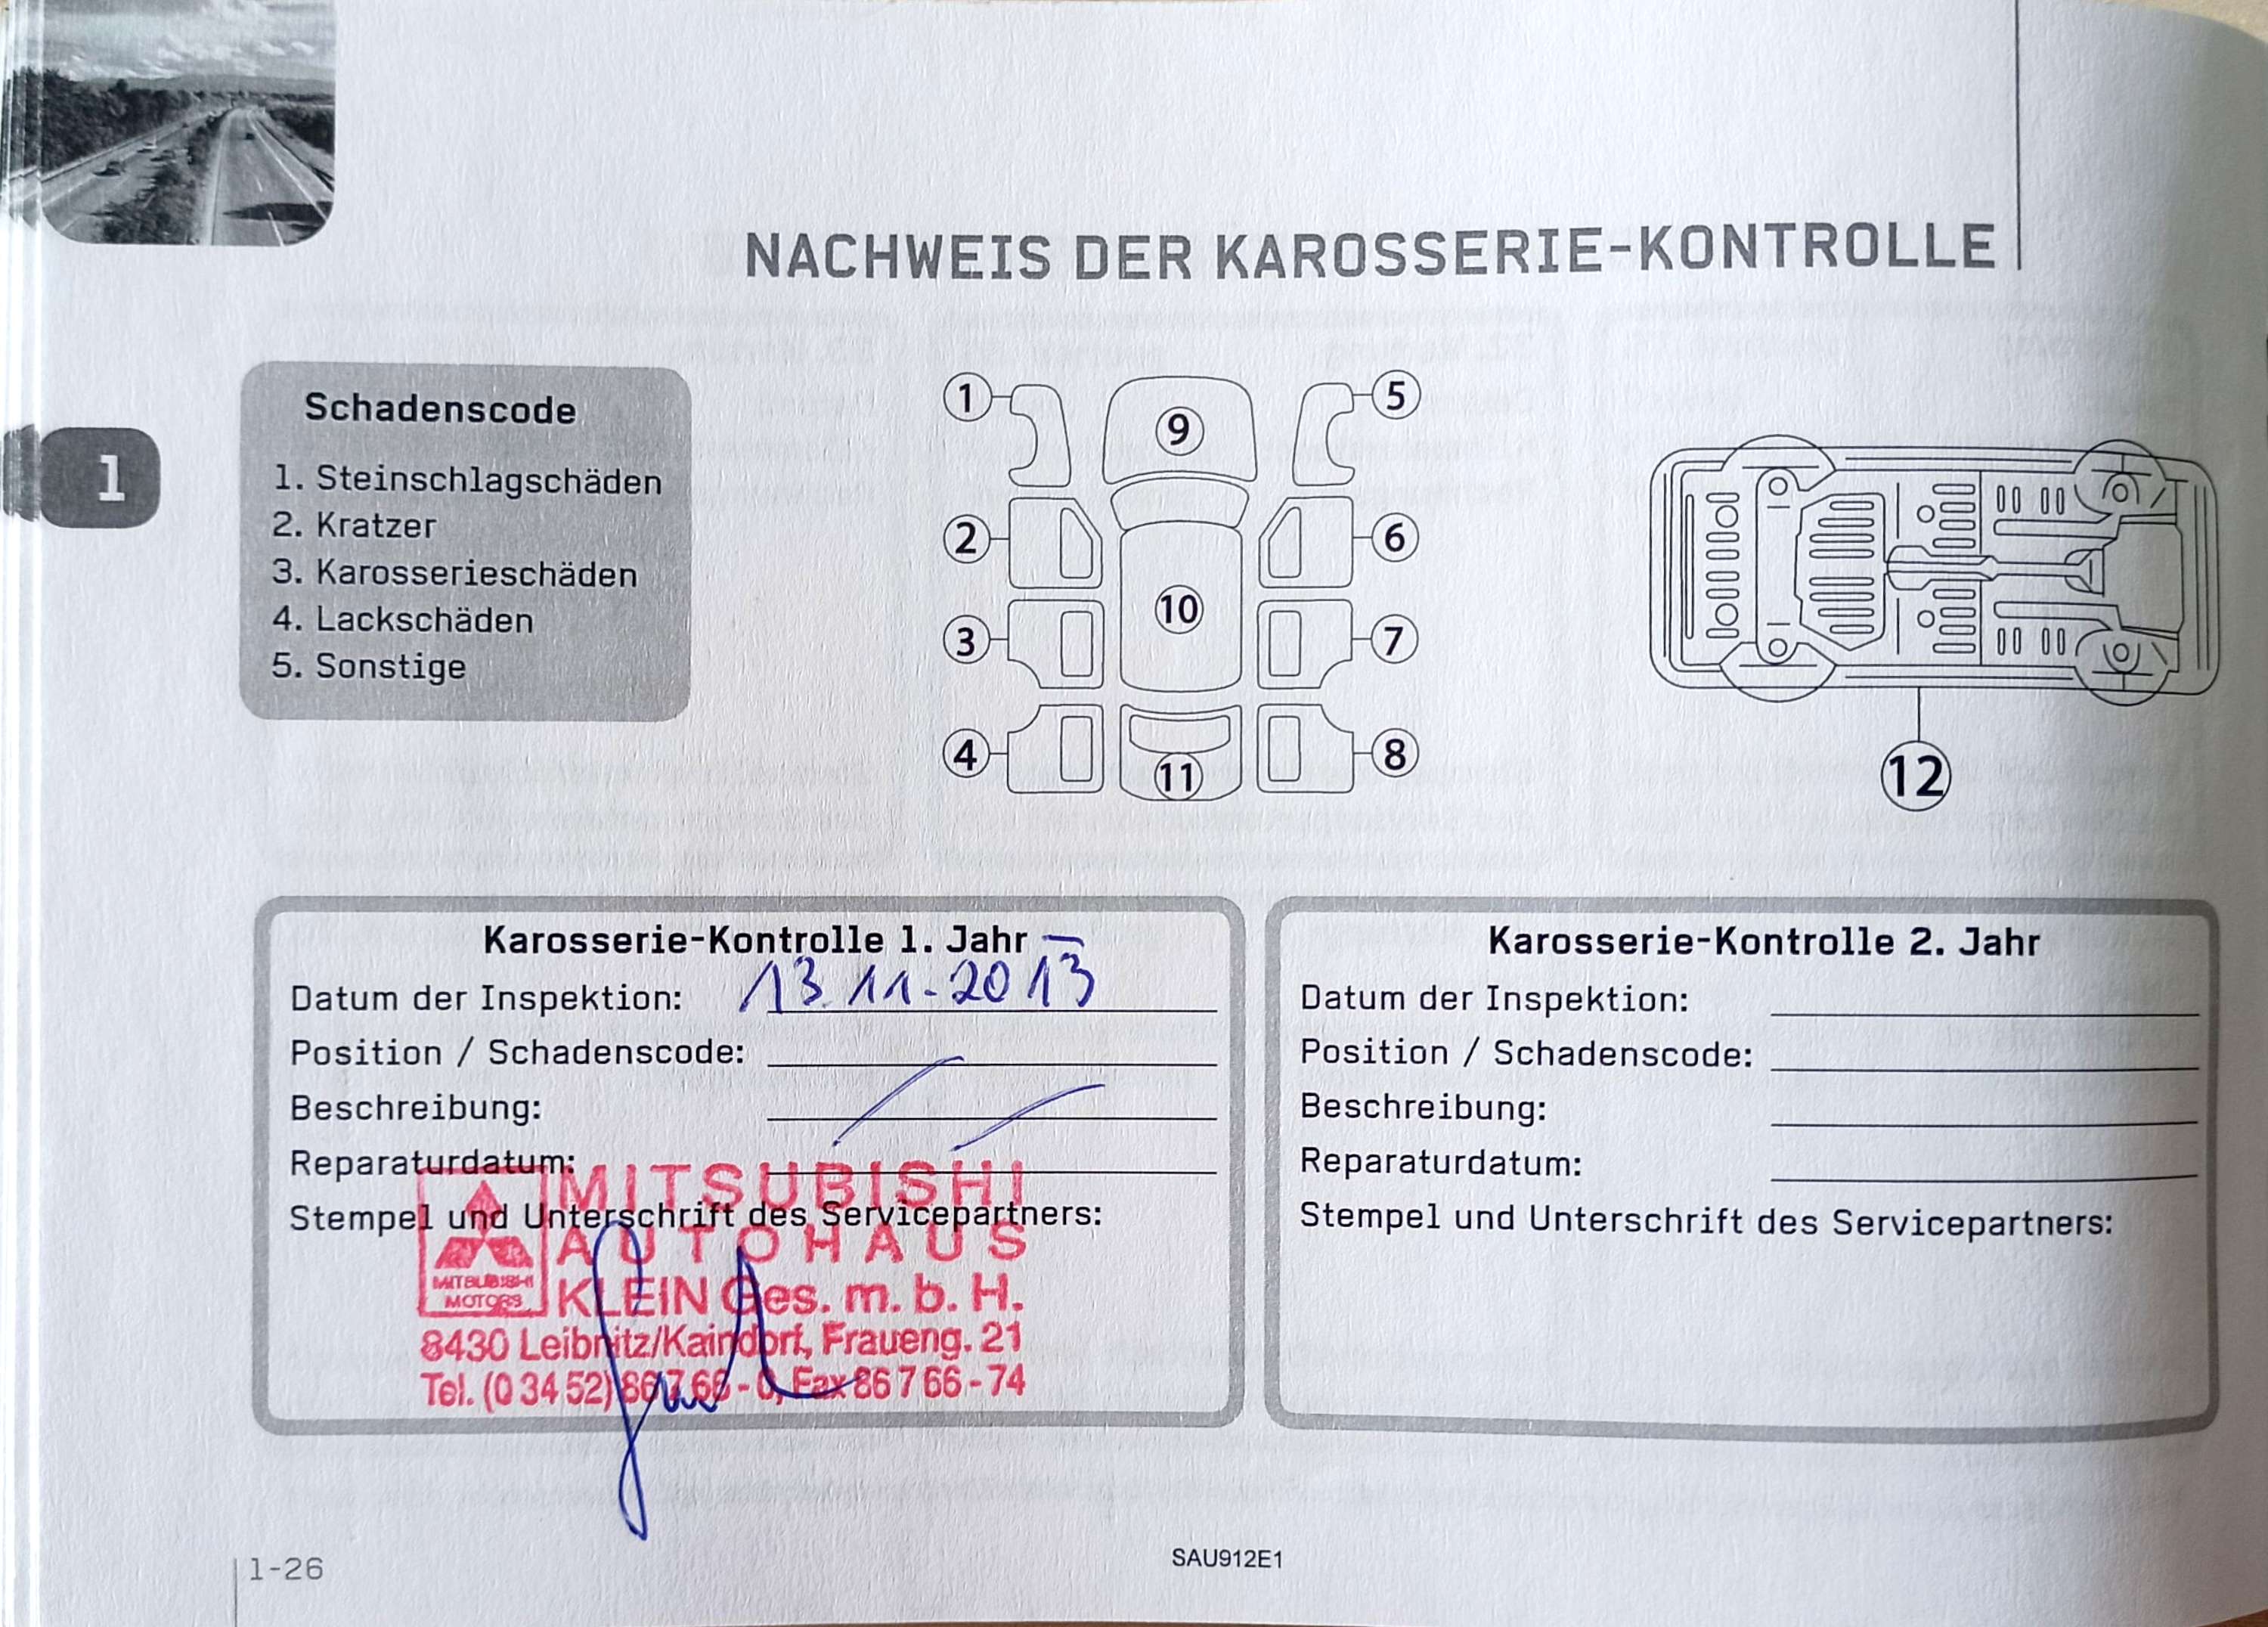 NACHWEIS DER KAROSSERIE-KONTROLLE
1
Schadenscode
1. Steinschlagschäden
2. Kratzer
3. Karosserieschäden
4. Lackschäden
5. Sonstige
1
5
9
2
6
10
3
7
4
8
11
12
Karosserie-Kontrolle 1. Jahr
Datum der Inspektion: 13.11.2013
Position / Schadenscode:
Beschreibung:
Reparaturdatum:
Stempel und Unterschrift des Servicepartners:
MITSUBISHI
AUTOHAUS
MITSUBISHI
MOTORS
KLEIN Ges. m. b. H.
8430 Leibnitz/Kaindorf, Fraueng. 21
Tel. (0 34 52) 86 7 66 - 0, Fax 86 7 66 - 74
Karosserie-Kontrolle 2. Jahr
Datum der Inspektion:
Position / Schadenscode:
Beschreibung:
Reparaturdatum:
Stempel und Unterschrift des Servicepartners:
1-26
SAU912E1